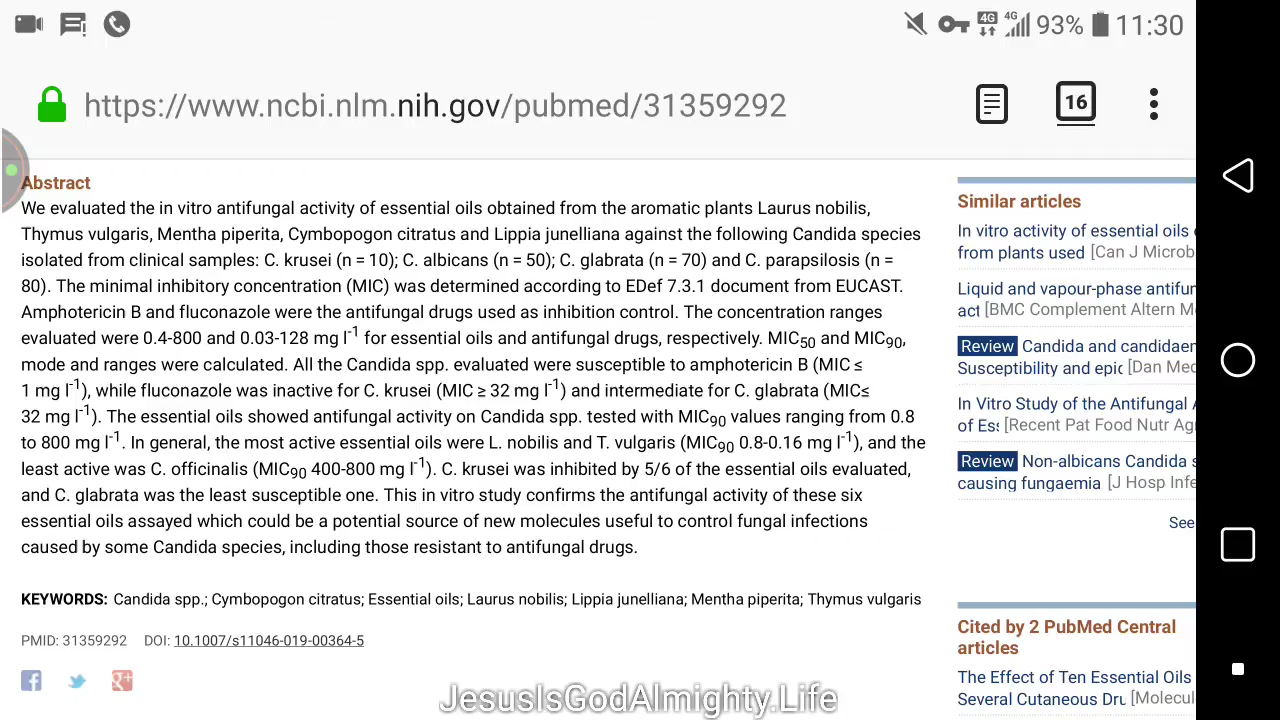 4G 4G 93% 11:30
https://www.ncbi.nlm.nih.gov/pubmed/31359292
16
Abstract
We evaluated the in vitro antifungal activity of essential oils obtained from the aromatic plants Laurus nobilis,
Thymus vulgaris, Mentha piperita, Cymbopogon citratus and Lippia junelliana against the following Candida species
isolated from clinical samples: C. krusei (n = 10); C. albicans (n = 50); C. glabrata (n = 70) and C. parapsilosis (n =
80). The minimal inhibitory concentration (MIC) was determined according to EDef 7.3.1 document from EUCAST.
Amphotericin B and fluconazole were the antifungal drugs used as inhibition control. The concentration ranges
evaluated were 0.4-800 and 0.03-128 mg l-1 for essential oils and antifungal drugs, respectively. MIC50 and MIC90,
mode and ranges were calculated. All the Candida spp. evaluated were susceptible to amphotericin B (MIC ≤
1 mg l-1), while fluconazole was inactive for C. krusei (MIC ≥ 32 mg l-1) and intermediate for C. glabrata (MIC≤
32 mg l-1). The essential oils showed antifungal activity on Candida spp. tested with MIC90 values ranging from 0.8
to 800 mg l-1. In general, the most active essential oils were L. nobilis and T. vulgaris (MIC90 0.8-0.16 mg l-1), and the
least active was C. officinalis (MIC90 400-800 mg l-1). C. krusei was inhibited by 5/6 of the essential oils evaluated,
and C. glabrata was the least susceptible one. This in vitro study confirms the antifungal activity of these six
essential oils assayed which could be a potential source of new molecules useful to control fungal infections
caused by some Candida species, including those resistant to antifungal drugs.
KEYWORDS: Candida spp.; Cymbopogon citratus; Essential oils; Laurus nobilis; Lippia junelliana; Mentha piperita; Thymus vulgaris
PMID: 31359292 DOI: 10.1007/s11046-019-00364-5
Similar articles
In vitro activity of essential oils
from plants used [Can J Microb
Liquid and vapour-phase antifun
act [BMC Complement Altern M
Review Candida and candidaen
Susceptibility and epic [Dan Med
In Vitro Study of the Antifungal
of Ess [Recent Pat Food Nutr Ag
Review Non-albicans Candida s
causing fungaemia [J Hosp Infe
See
Cited by 2 PubMed Central
articles
The Effect of Ten Essential Oils
Several Cutaneous Dru [Molecul
JesusIsGodAlmighty.Life